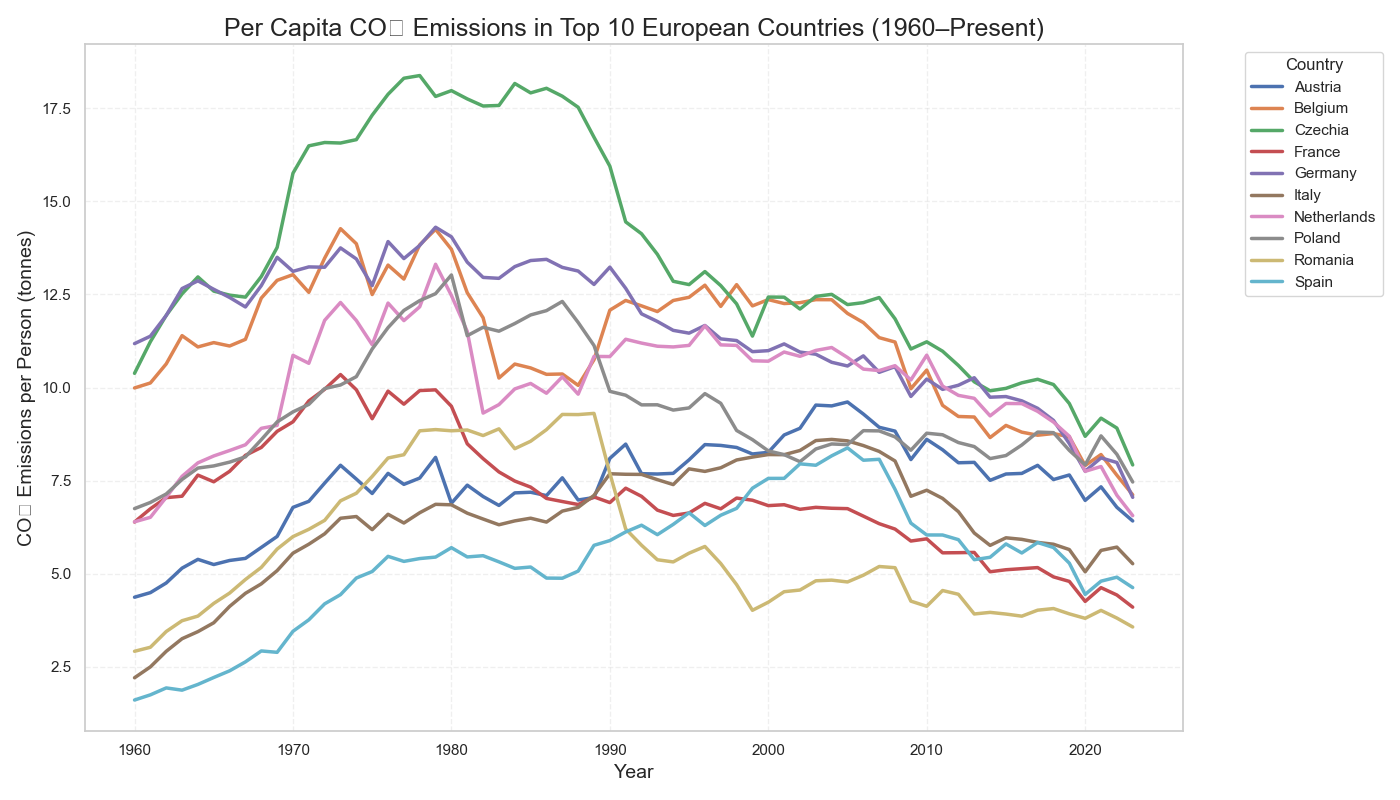 Per Capita CO□ Emissions in Top 10 European Countries (1960–Present)
CO□ Emissions per Person (tonnes)
17.5
15.0
12.5
10.0
7.5
5.0
2.5
1960 1970 1980 1990 2000 2010 2020
Year
Country
Austria
Belgium
Czechia
France
Germany
Italy
Netherlands
Poland
Romania
Spain